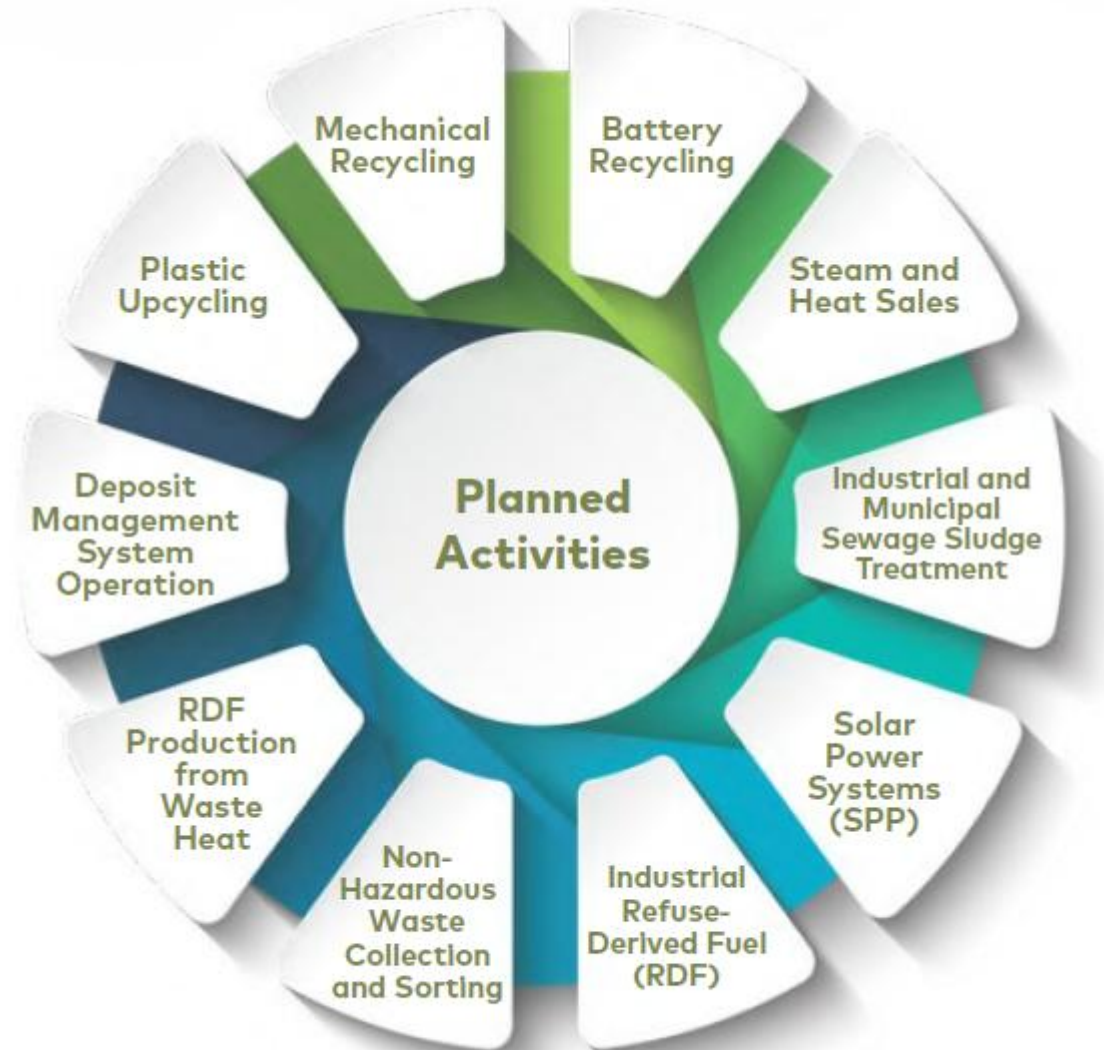 Mechanical
Recycling
Battery
Recycling
Steam and
Heat Sales
Industrial and
Municipal
Sewage Sludge
Treatment
Solar
Power
Systems
(SPP)
Industrial
Refuse-
Derived Fuel
(RDF)
Non-
Hazardous
Waste
Collection
and Sorting
RDF
Production
from
Waste
Heat
Deposit
Management
System
Operation
Plastic
Upcycling
Planned
Activities